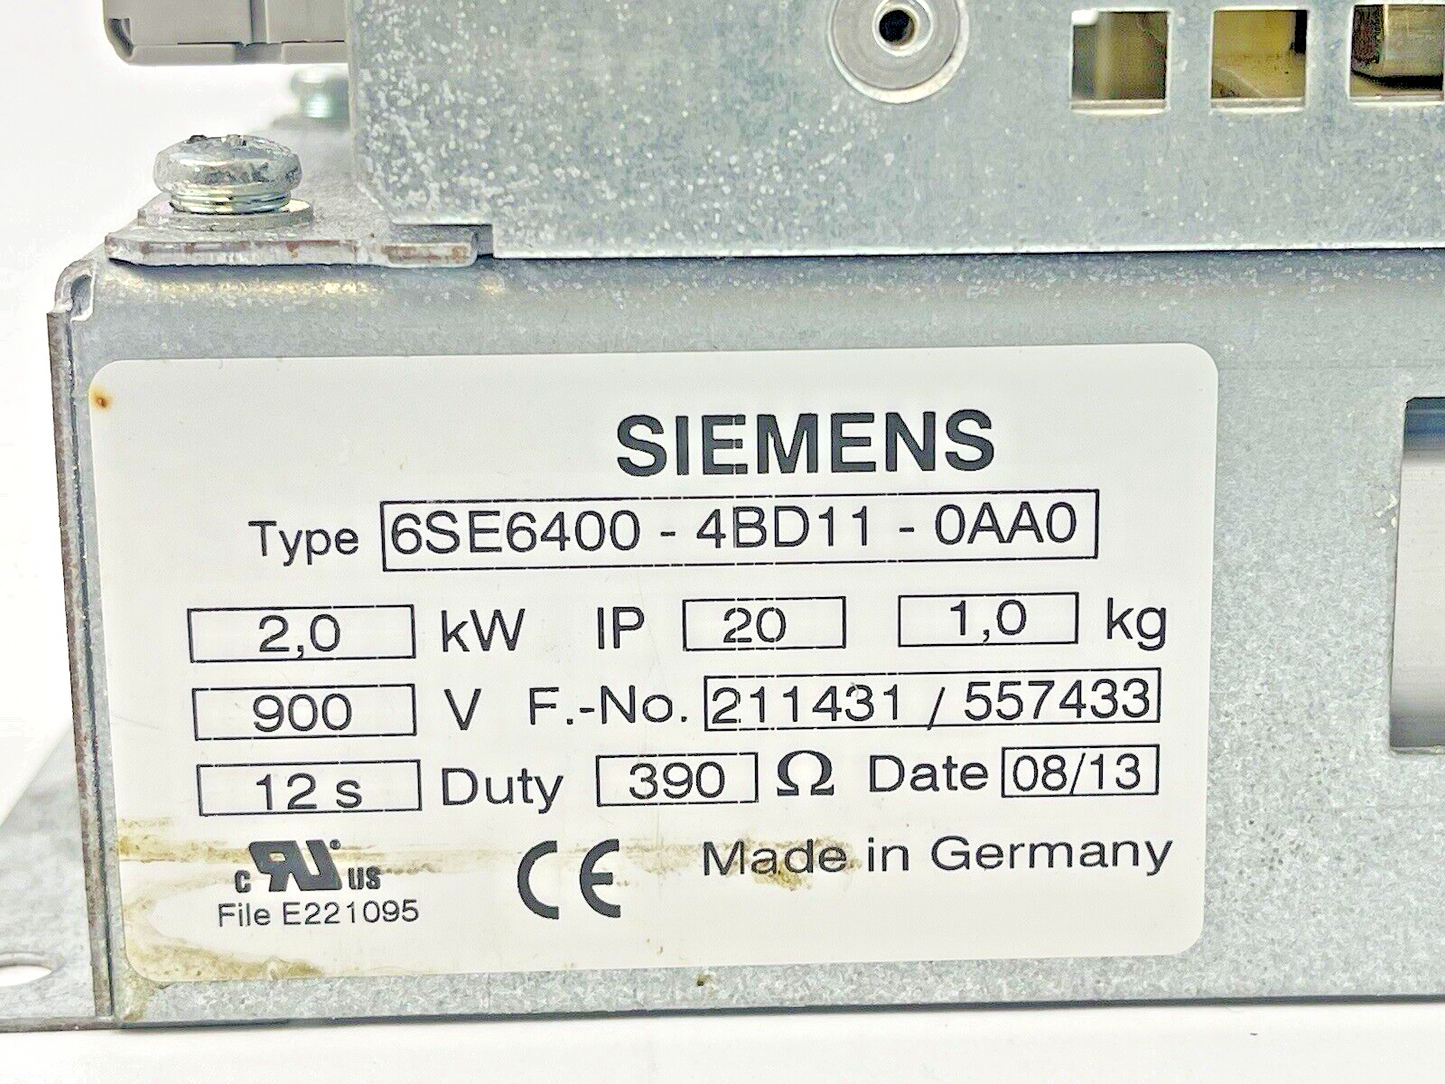 SIEMENS
Type 6SE6400 - 4BD11 - 0AA0
2,0 kW IP 20 1,0 kg
900 V F.-No. 211431 / 557433
12 s Duty 390 Ω Date 08/13
c RU US CE Made in Germany
File E221095